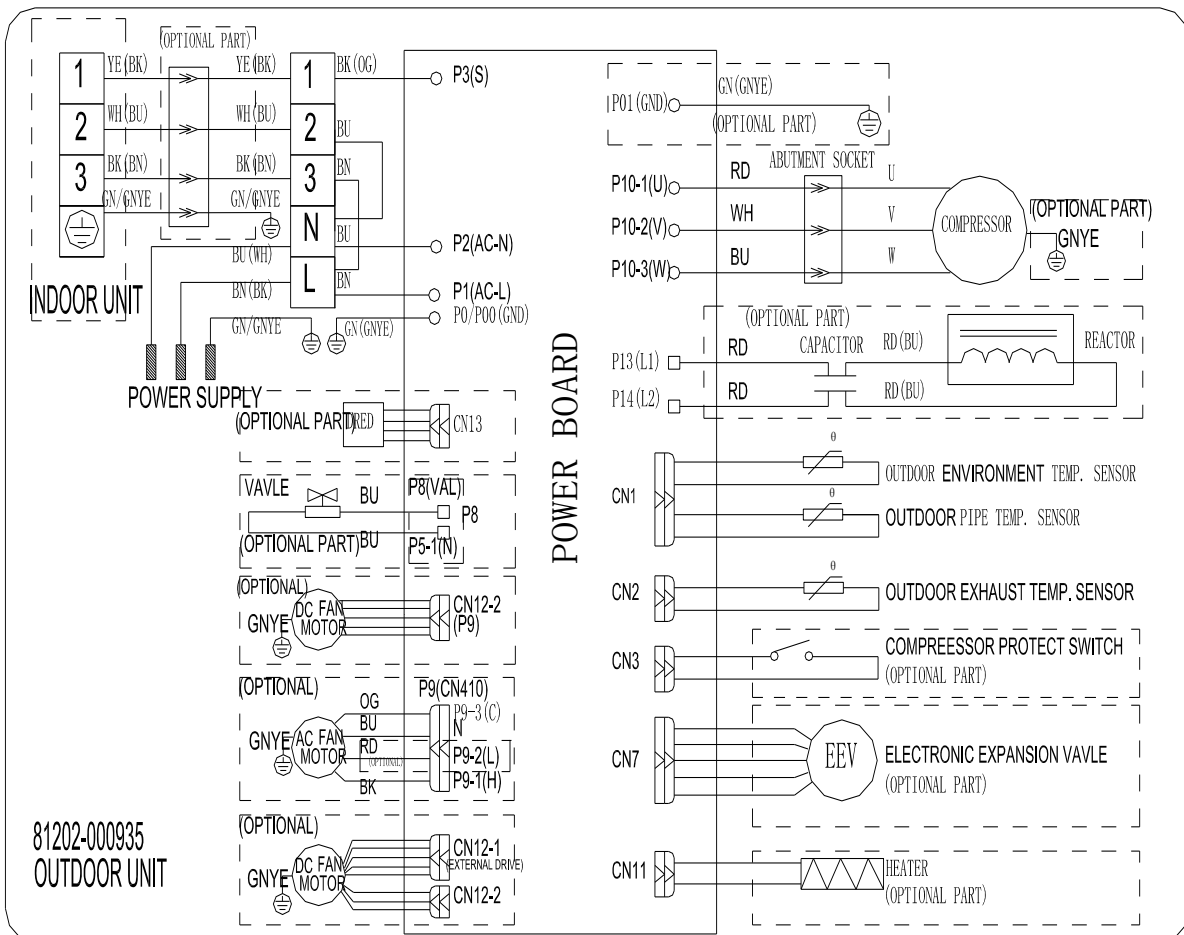 (OPTIONAL PART)
1 YE(BK) YE(BK) 1 BK(OG) P3(S)
2 WH(BU) WH(BU) 2 BU
3 BK(BN) BK(BN) 3 BN
GN/GNYE GN/GNYE
N BU P2(AC-N)
BU(WH)
L BN P1(AC-L)
BN(BK)
P0/P00(GND)
GN/GNYE GN(GNYE)
INDOOR UNIT
POWER SUPPLY
(OPTIONAL PART) DRED CN13
VAVLE BU P8(VAL) P8
(OPTIONAL PART) BU P5-1(N)
(OPTIONAL)
GNYE DC FAN MOTOR CN12-2
(P9)
(OPTIONAL) P9(CN410)
OG P9-3(C)
BU N
GNYE AC FAN MOTOR RD (OPTIONAL) P9-2(L)
BK P9-1(H)
(OPTIONAL)
GNYE DC FAN MOTOR CN12-1
(EXTERNAL DRIVE)
CN12-2
81202-000935
OUTDOOR UNIT
POWER BOARD
P01(GND) GN(GNYE)
(OPTIONAL PART)
ABUTMENT SOCKET
P10-1(U) RD U
P10-2(V) WH V
P10-3(W) BU W
COMPRESSOR
(OPTIONAL PART)
GNYE
(OPTIONAL PART)
P13(L1) RD CAPACITOR RD(BU) REACTOR
P14(L2) RD RD(BU)
θ
CN1 OUTDOOR ENVIRONMENT TEMP. SENSOR
θ
OUTDOOR PIPE TEMP. SENSOR
θ
CN2 OUTDOOR EXHAUST TEMP. SENSOR
CN3 COMPREESSOR PROTECT SWITCH
(OPTIONAL PART)
CN7 EEV ELECTRONIC EXPANSION VAVLE
(OPTIONAL PART)
CN11 HEATER
(OPTIONAL PART)